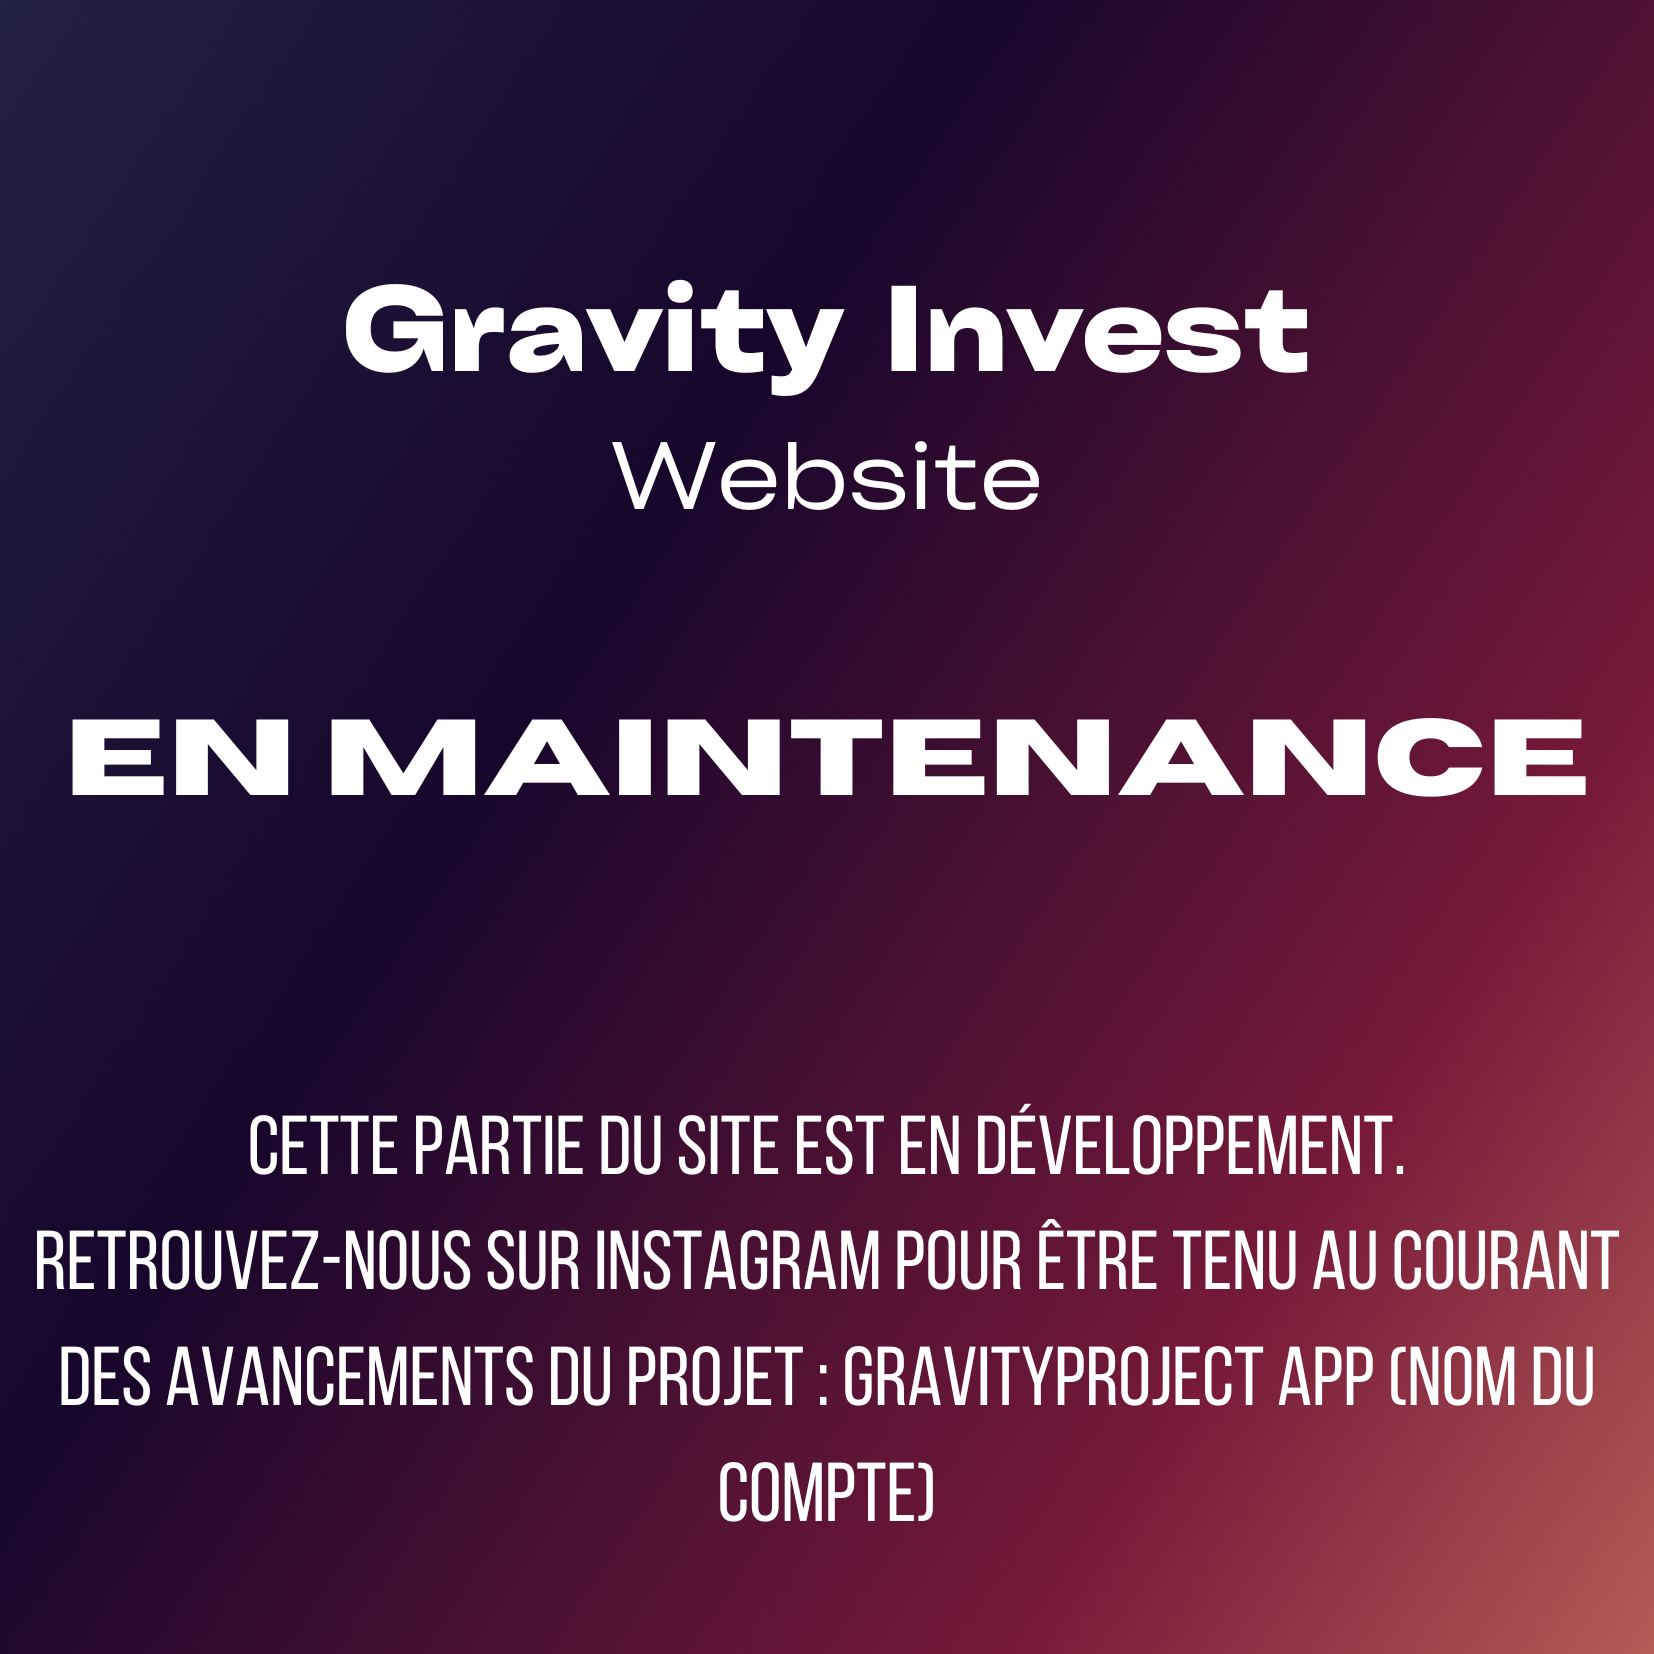 Gravity Invest
Website
EN MAINTENANCE
CETTE PARTIE DU SITE EST EN DÉVELOPPEMENT.
RETROUVEZ-NOUS SUR INSTAGRAM POUR ÊTRE TENU AU COURANT
DES AVANCEMENTS DU PROJET : GRAVITYPROJECT APP (NOM DU
COMPTE)